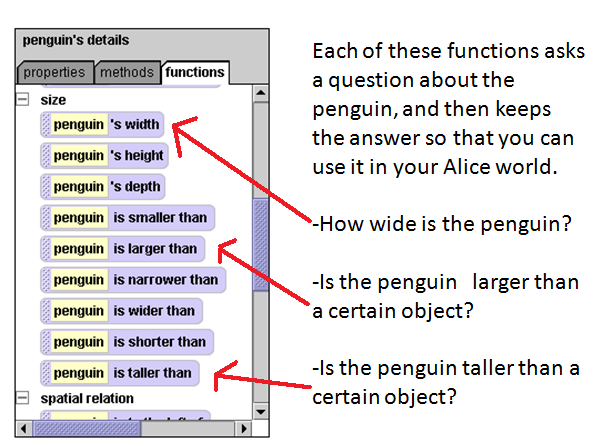 penguin's details
properties methods functions
size
penguin 's width
penguin 's height
penguin 's depth
penguin is smaller than
penguin is larger than
penguin is narrower than
penguin is wider than
penguin is shorter than
penguin is taller than
spatial relation
Each of these functions asks
a question about the
penguin, and then keeps
the answer so that you can
use it in your Alice world.
-How wide is the penguin?
-Is the penguin larger than
a certain object?
-Is the penguin taller than a
certain object?